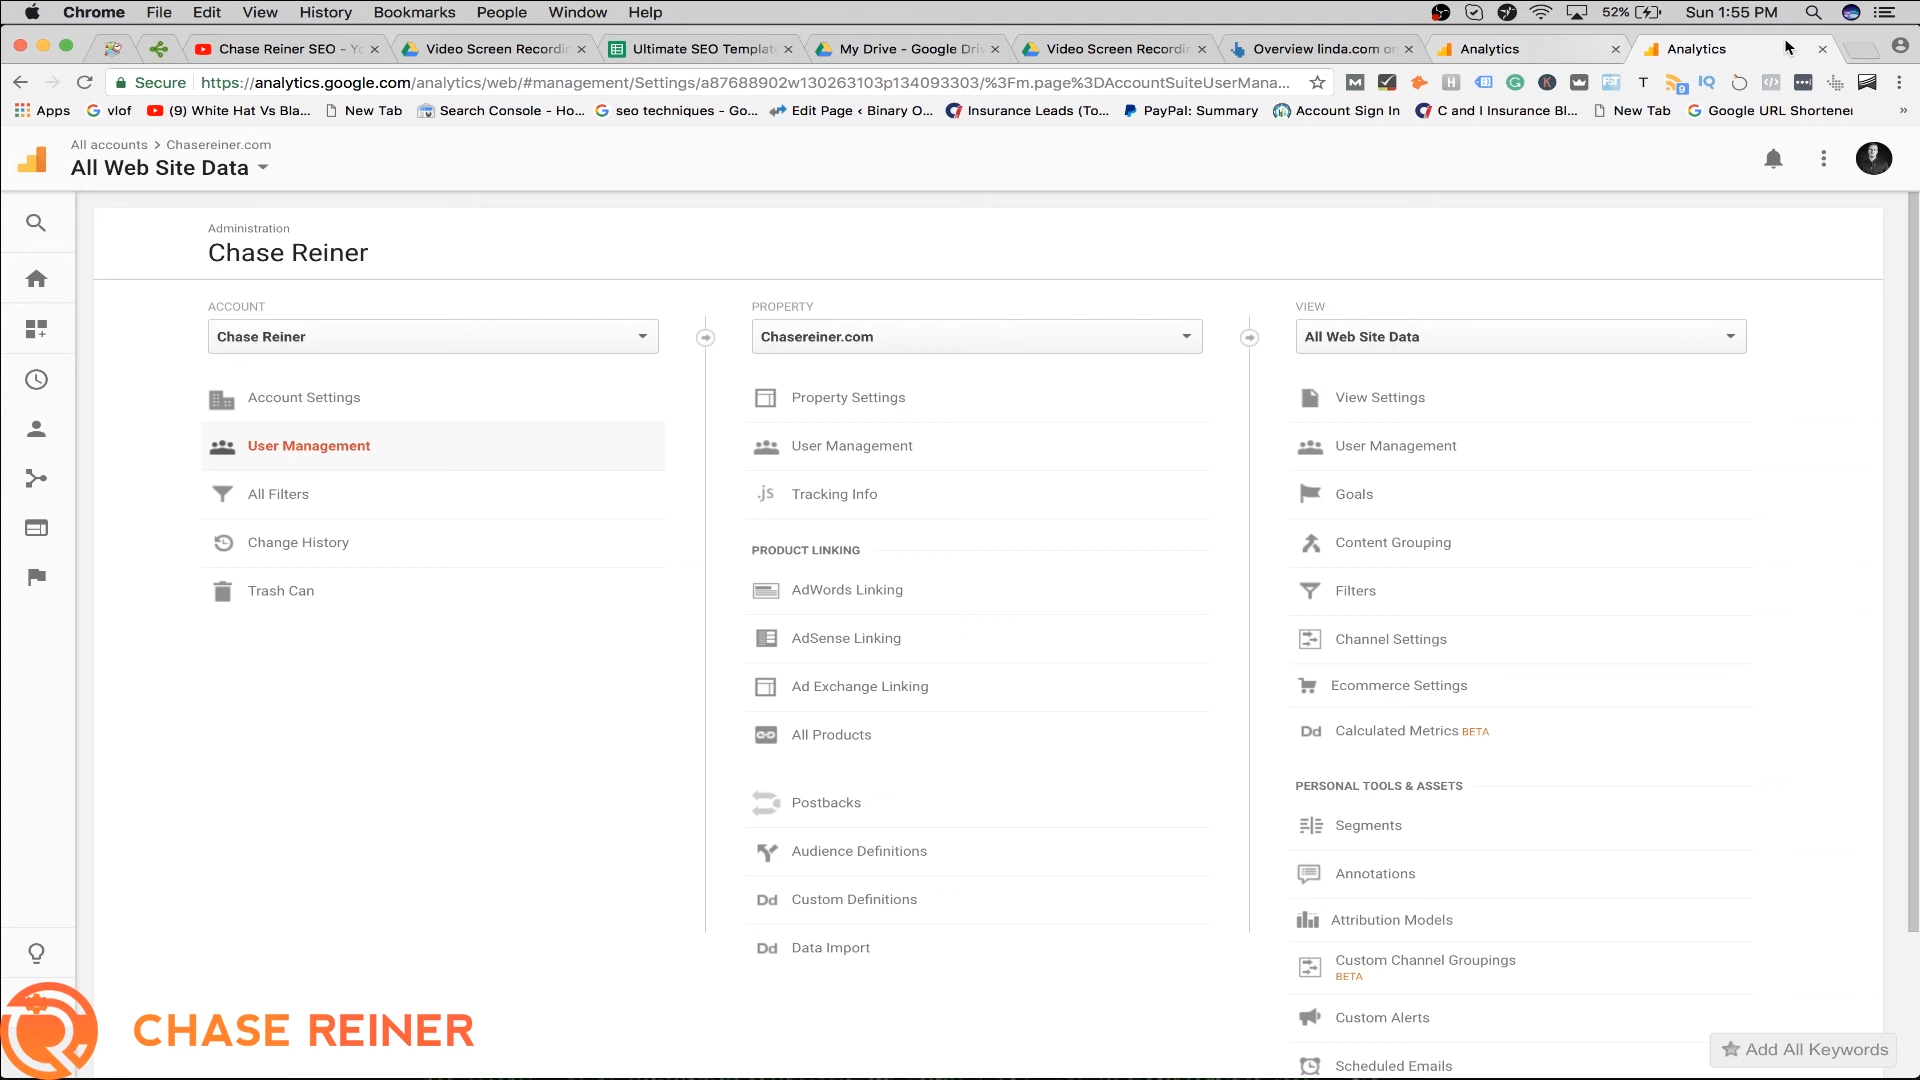 Chrome File Edit View History Bookmarks People Window Help 52% Sun 1:55 PM
Chase Reiner SEO - Yo Video Screen Recordin Ultimate SEO Templat My Drive - Google Dri Video Screen Recordin Overview linda.com on Analytics Analytics
Secure https://analytics.google.com/analytics/web/#management/Settings/a87688902w130263103p134093303/%3Fm.page%3DAccountSuiteUserMana...
Apps vlof (9) White Hat Vs Bla... New Tab Search Console - Ho... seo techniques - Go... Edit Page ‹ Binary O... Insurance Leads (To... PayPal: Summary Account Sign In C and I Insurance Bl... New Tab Google URL Shortener »
All accounts > Chasereiner.com
All Web Site Data
Administration
Chase Reiner
ACCOUNT
Chase Reiner
Account Settings
User Management
All Filters
Change History
Trash Can
PROPERTY
Chasereiner.com
Property Settings
User Management
.js Tracking Info
PRODUCT LINKING
AdWords Linking
AdSense Linking
Ad Exchange Linking
All Products
Postbacks
Audience Definitions
Dd Custom Definitions
Dd Data Import
VIEW
All Web Site Data
View Settings
User Management
Goals
Content Grouping
Filters
Channel Settings
Ecommerce Settings
Dd Calculated Metrics BETA
PERSONAL TOOLS & ASSETS
Segments
Annotations
Attribution Models
Custom Channel Groupings
BETA
Custom Alerts
Scheduled Emails
Add All Keywords
CHASE REINER